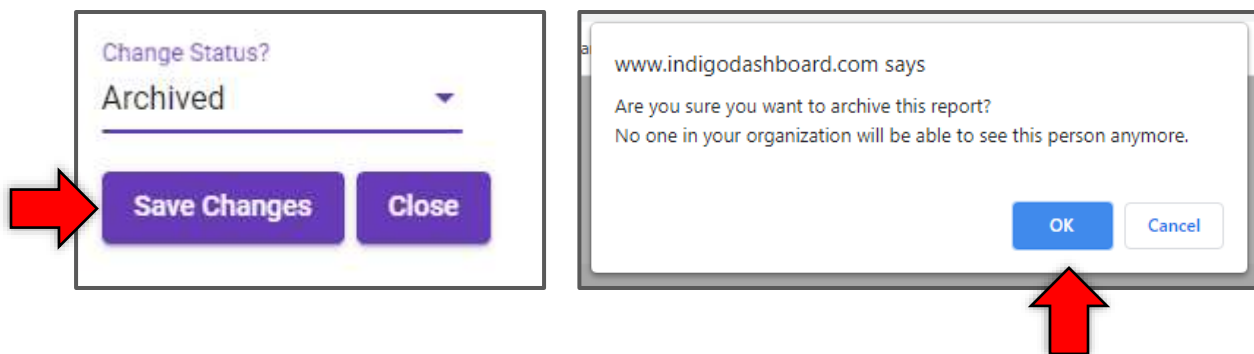 Change Status?
Archived
Save Changes
Close
www.indigodashboard.com says
Are you sure you want to archive this report?
No one in your organization will be able to see this person anymore.
OK
Cancel